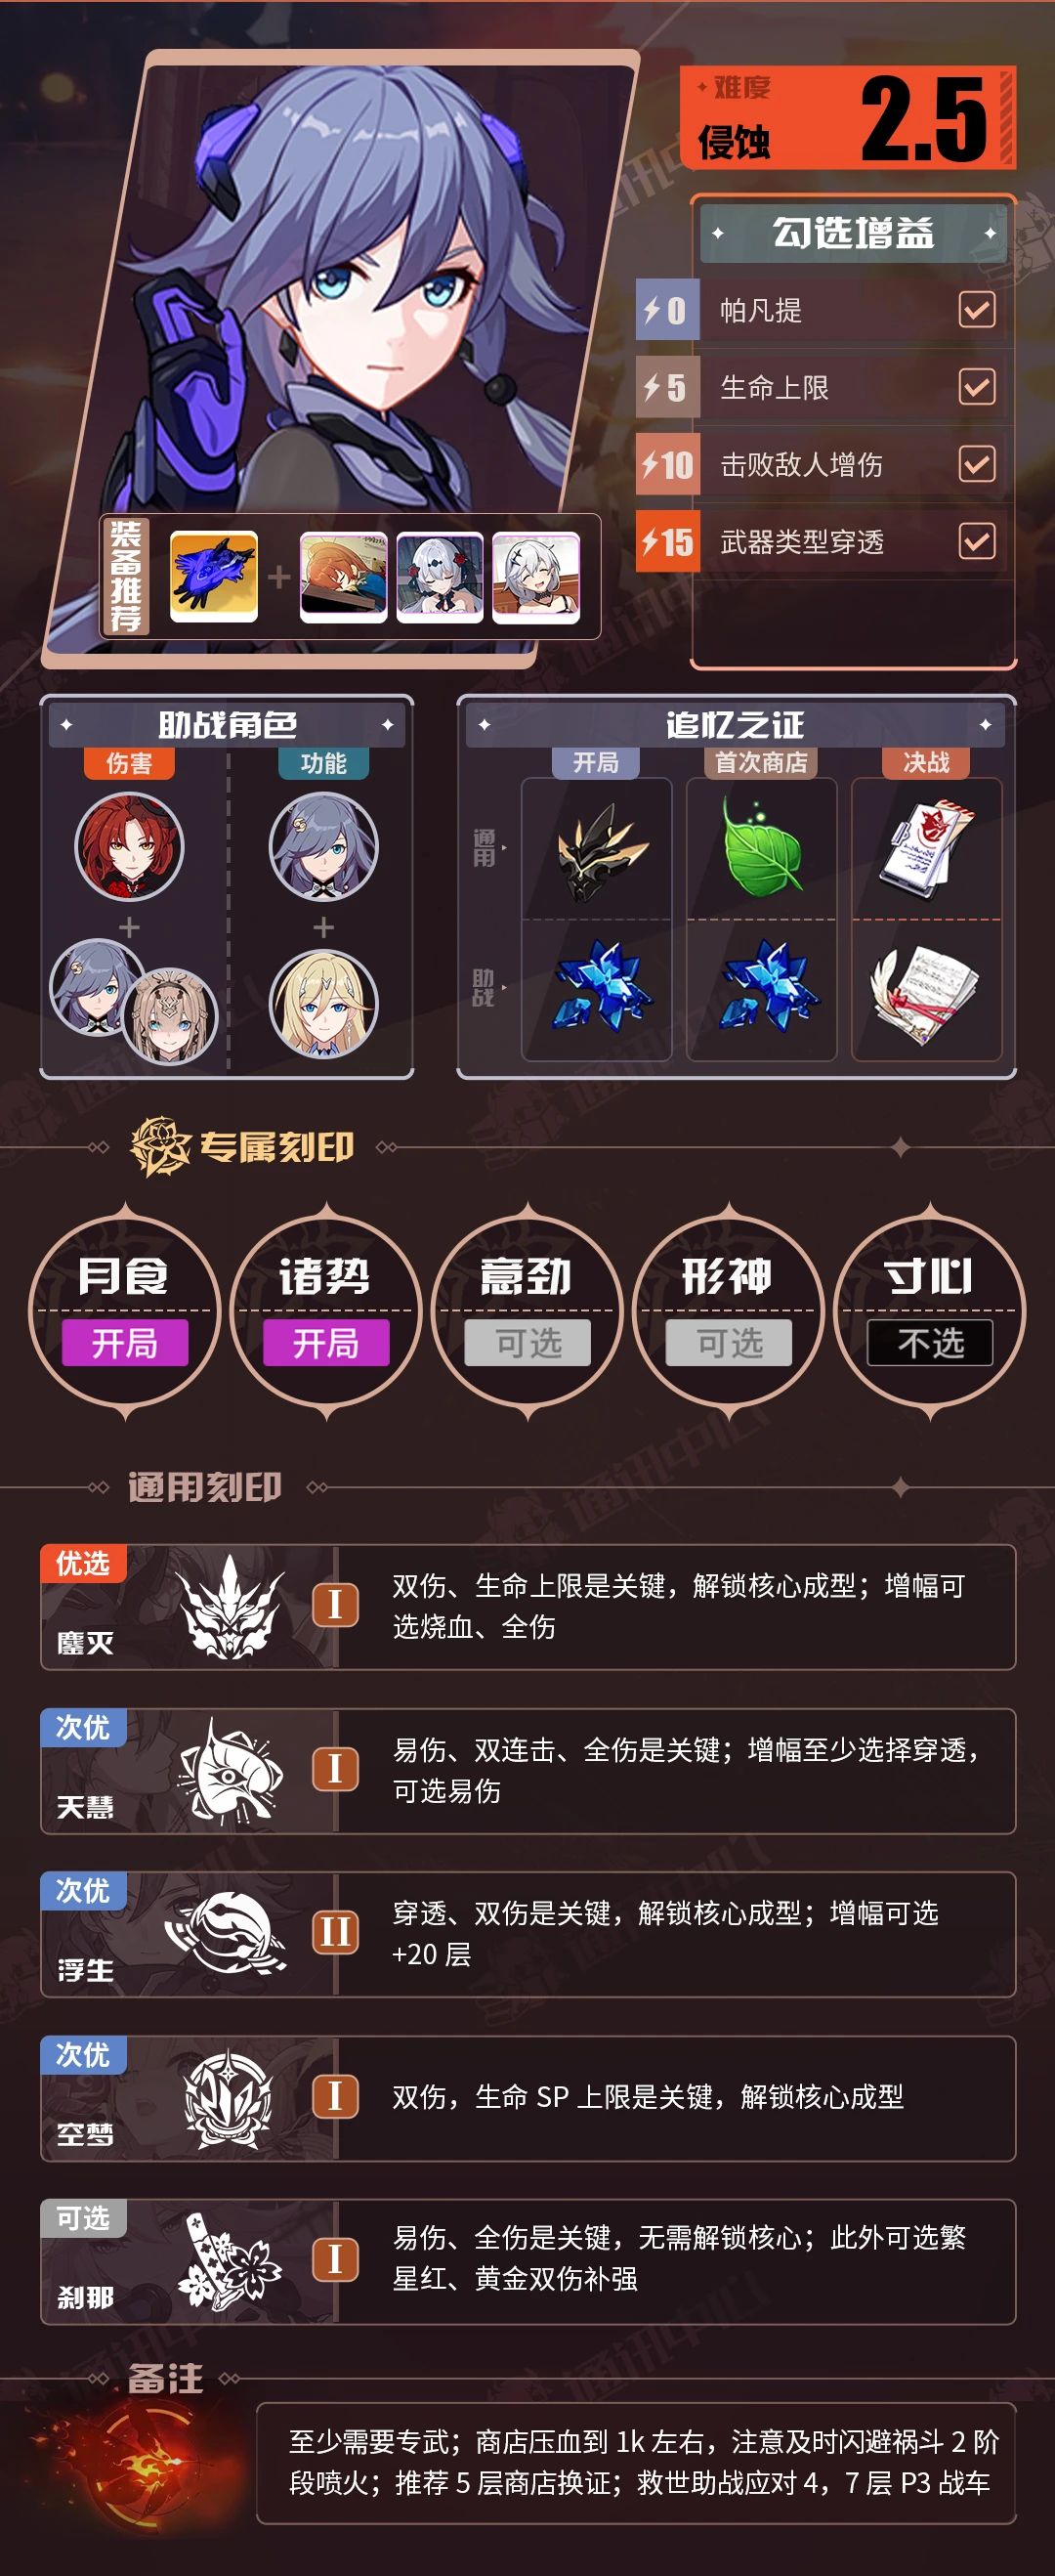 难度
侵蚀
2.5
勾选增益
0
帕凡提
5
生命上限
10
击败敌人增伤
15
武器类型穿透
装备推荐
助战角色
伤害
功能
追忆之证
开局
首次商店
决战
通用
助战
专属刻印
月食
开局
诸势
开局
意劲
可选
形神
可选
寸心
不选
通用刻印
优选
鏖灭
I
双伤、生命上限是关键，解锁核心成型；增幅可
选烧血、全伤
次优
天慧
I
易伤、双连击、全伤是关键；增幅至少选择穿透，
可选易伤
次优
浮生
II
穿透、双伤是关键，解锁核心成型；增幅可选
+20 层
次优
空梦
I
双伤，生命 SP 上限是关键，解锁核心成型
可选
刹那
I
易伤、全伤是关键，无需解锁核心；此外可选繁
星红、黄金双伤补强
备注
至少需要专武；商店压血到 1k 左右，注意及时闪避祸斗 2 阶
段喷火；推荐 5 层商店换证；救世助战应对 4，7 层 P3 战车